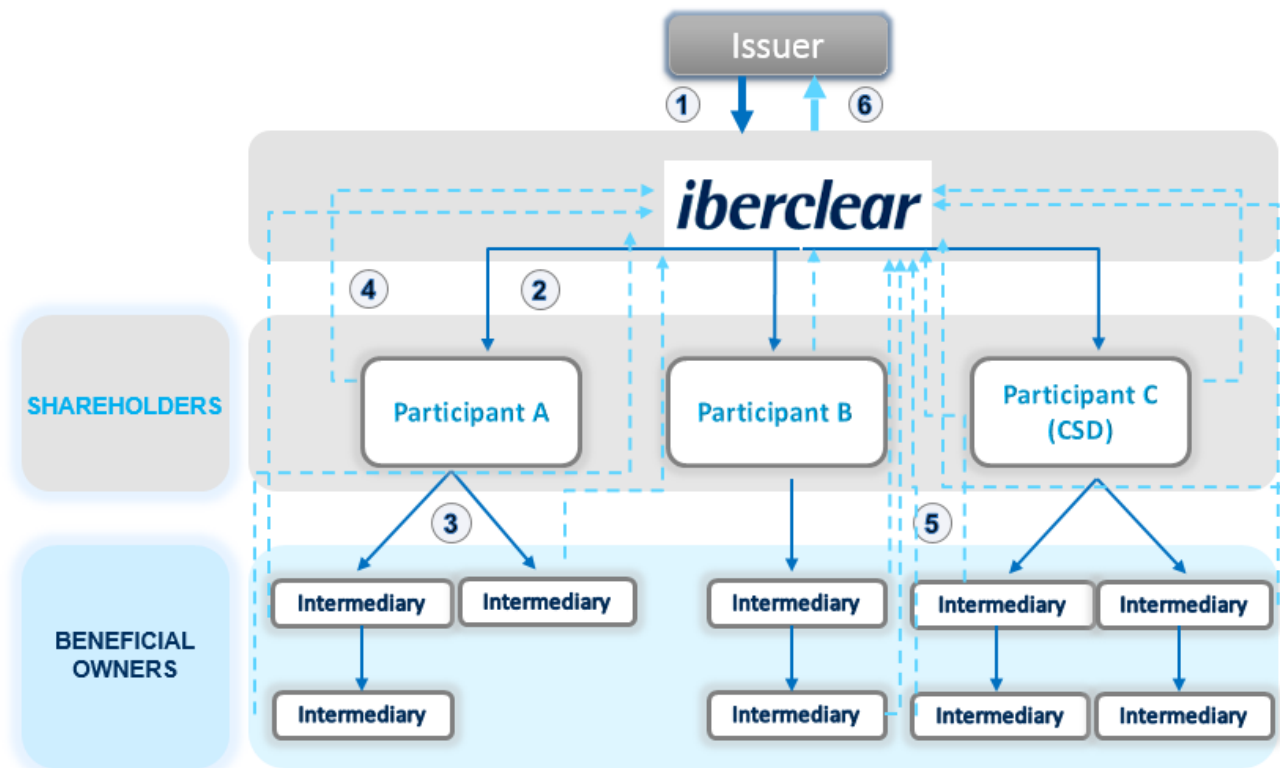 Issuer
1
6
iberclear
4
2
SHAREHOLDERS
Participant A
Participant B
Participant C
(CSD)
3
5
BENEFICIAL
OWNERS
Intermediary
Intermediary
Intermediary
Intermediary
Intermediary
Intermediary
Intermediary
Intermediary
Intermediary